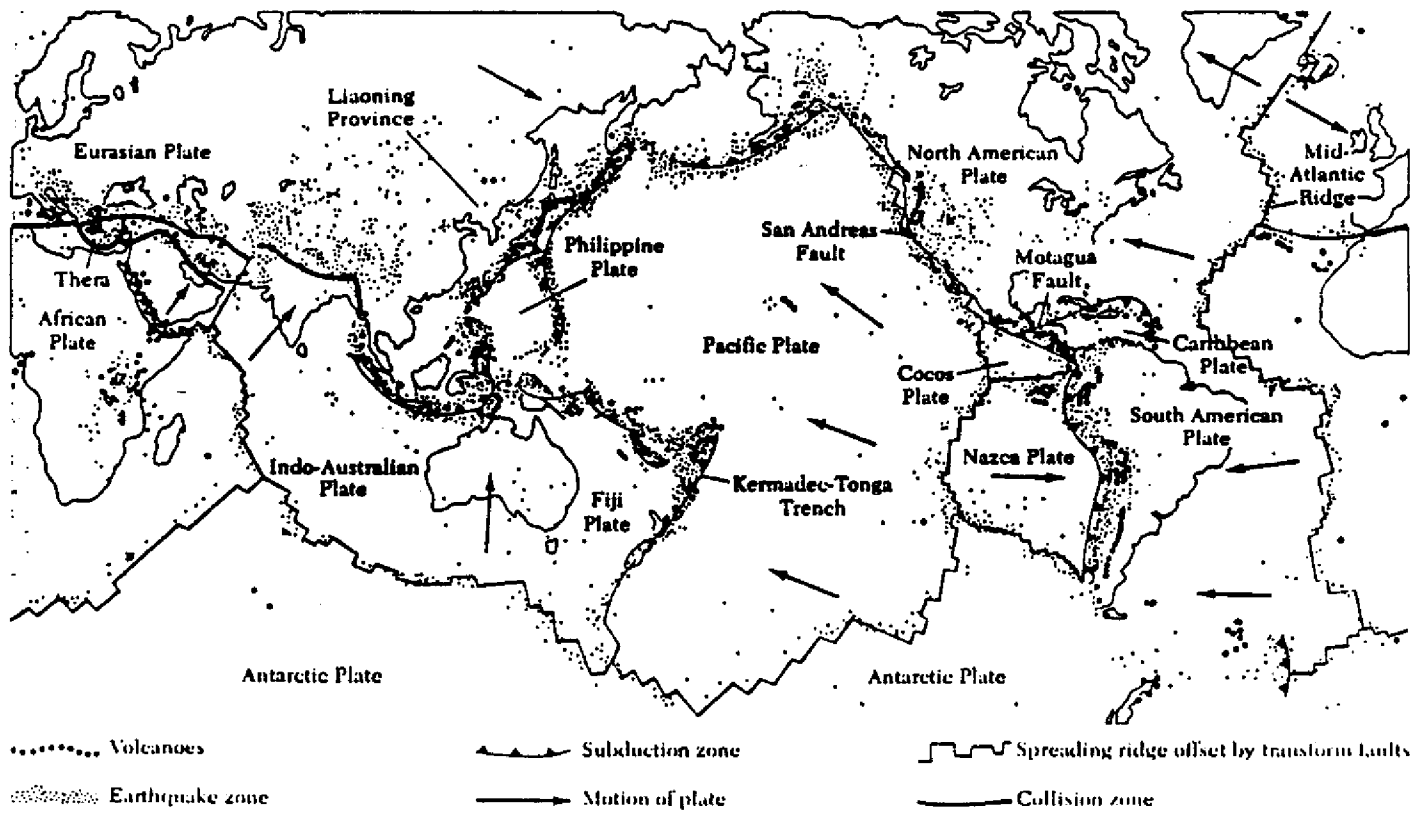 Liaoning
Province
Eurasian Plate
North American
Plate
Mid-
Atlantic
Ridge
San Andreas
Fault
Philippine
Plate
Motagua
Fault
Thera
African
Plate
Pacific Plate
Caribbean
Plate
Cocos
Plate
South American
Plate
Indo-Australian
Plate
Nazca Plate
Fiji
Plate
Kermadec-Tonga
Trench
Antarctic Plate
Antarctic Plate
Volcanoes
Subduction zone
Spreading ridge offset by transform faults
Earthquake zone
Motion of plate
Collision zone